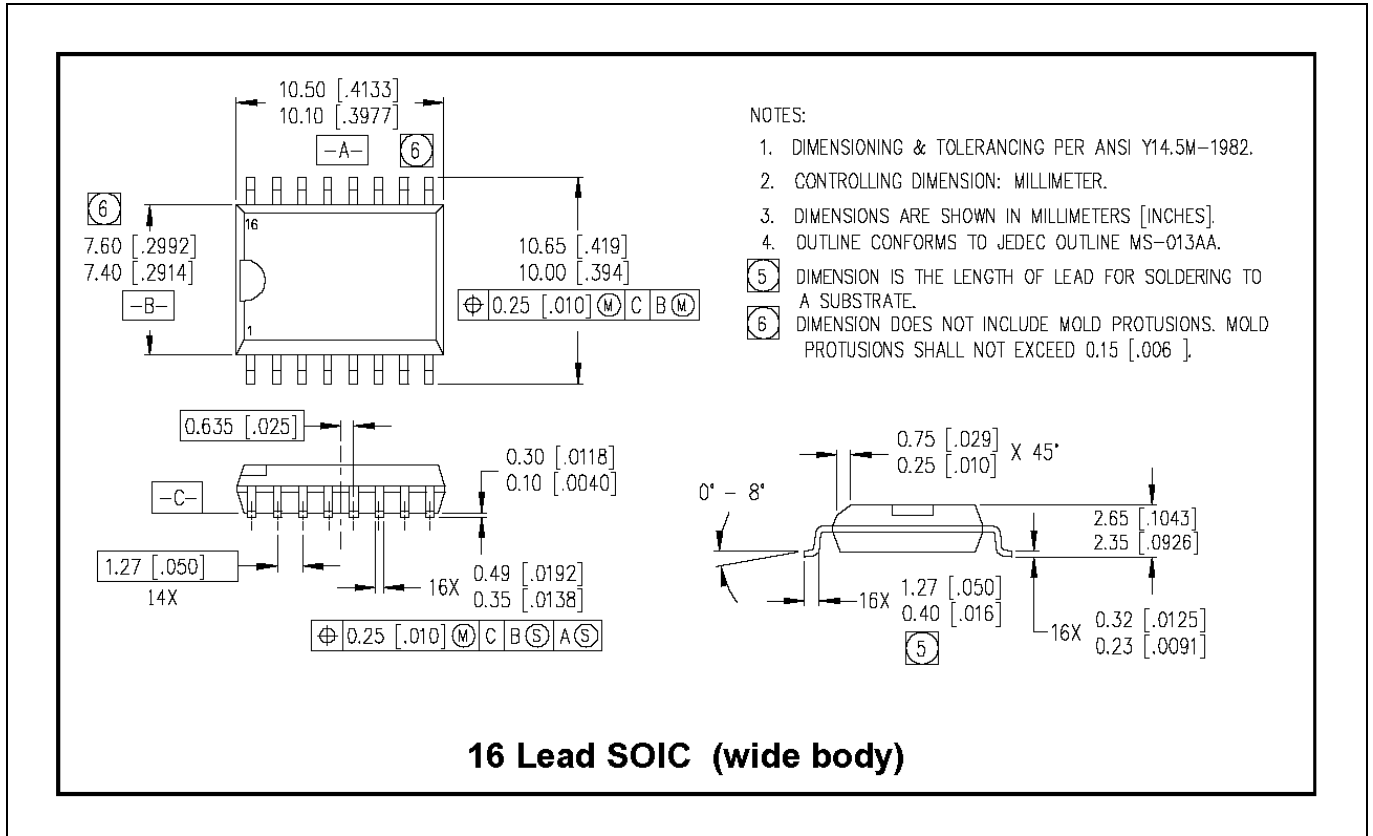 10.50 [.4133]
10.10 [.3977]
-A- 6
6
7.60 [.2992]
7.40 [.2914]
-B-
16
1
10.65 [.419]
10.00 [.394]
⌖ 0.25 [.010] Ⓜ C B Ⓜ
NOTES:
1. DIMENSIONING & TOLERANCING PER ANSI Y14.5M-1982.
2. CONTROLLING DIMENSION: MILLIMETER.
3. DIMENSIONS ARE SHOWN IN MILLIMETERS [INCHES].
4. OUTLINE CONFORMS TO JEDEC OUTLINE MS-013AA.
5 DIMENSION IS THE LENGTH OF LEAD FOR SOLDERING TO
A SUBSTRATE.
6 DIMENSION DOES NOT INCLUDE MOLD PROTUSIONS. MOLD
PROTUSIONS SHALL NOT EXCEED 0.15 [.006 ].
0.635 [.025]
0.30 [.0118]
0.10 [.0040]
-C-
1.27 [.050]
14X
16X 0.49 [.0192]
0.35 [.0138]
⌖ 0.25 [.010] Ⓜ C B Ⓢ A Ⓢ
0.75 [.029]
0.25 [.010] X 45°
0° - 8°
2.65 [.1043]
2.35 [.0926]
16X 1.27 [.050]
0.40 [.016]
5
16X 0.32 [.0125]
0.23 [.0091]
16 Lead SOIC (wide body)